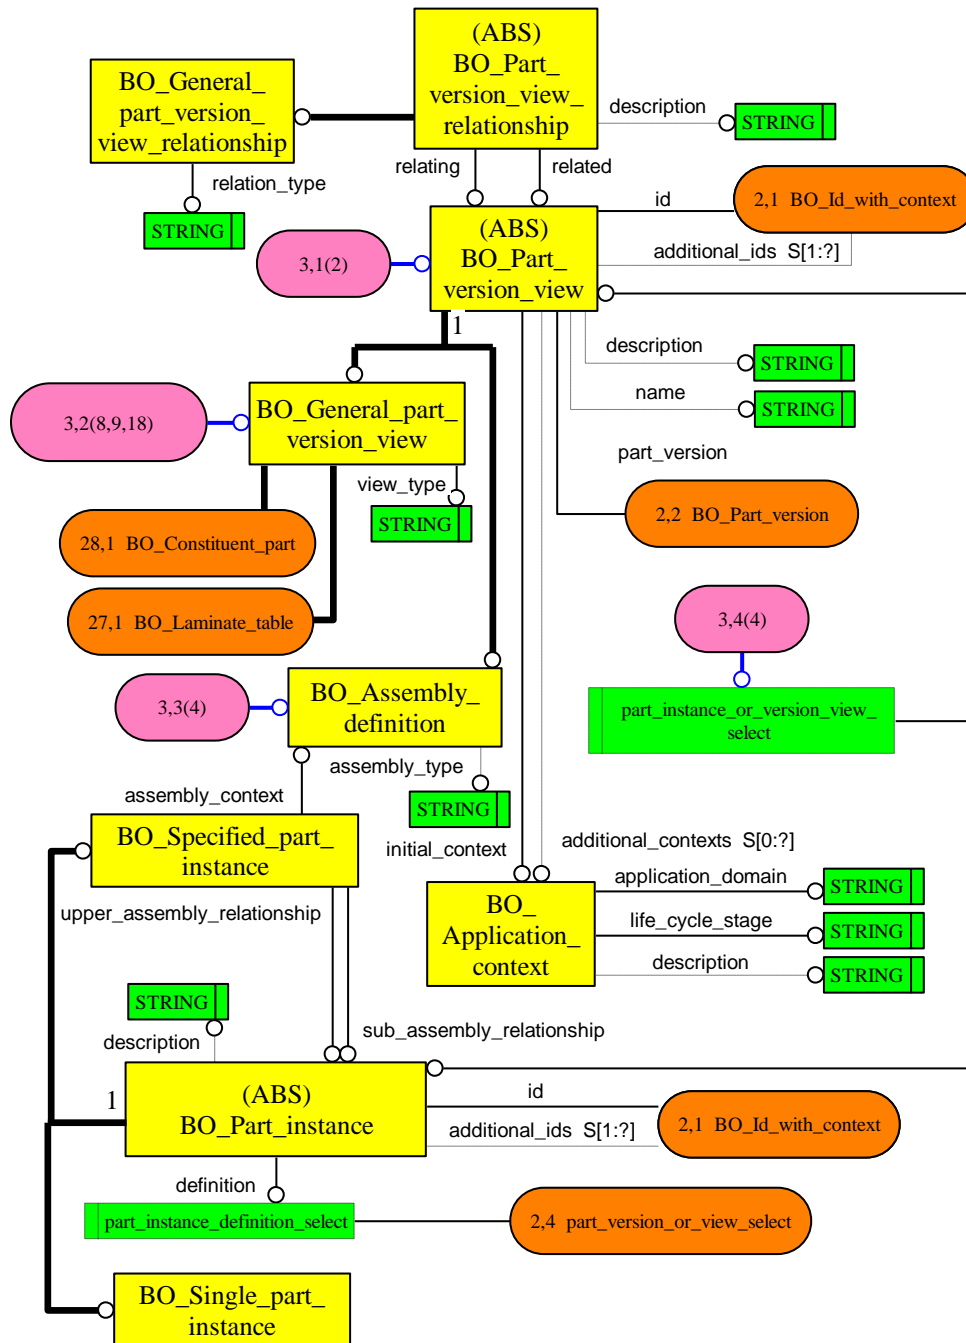 (ABS)
BO_Part_
version_view_
relationship
BO_General_
part_version_
view_relationship
description
STRING
relation_type
STRING
relating
related
(ABS)
BO_Part_
version_view
id
2,1 BO_Id_with_context
additional_ids S[1:?]
3,1(2)
1
description
STRING
name
STRING
part_version
2,2 BO_Part_version
3,2(8,9,18)
BO_General_part_
version_view
view_type
STRING
28,1 BO_Constituent_part
27,1 BO_Laminate_table
3,4(4)
part_instance_or_version_view_
select
3,3(4)
BO_Assembly_
definition
assembly_type
STRING
assembly_context
initial_context
additional_contexts S[0:?]
BO_Specified_part_
instance
upper_assembly_relationship
BO_
Application_
context
application_domain
STRING
life_cycle_stage
STRING
description
STRING
STRING
description
sub_assembly_relationship
1
(ABS)
BO_Part_instance
id
additional_ids S[1:?]
2,1 BO_Id_with_context
definition
part_instance_definition_select
2,4 part_version_or_view_select
BO_Single_part_
instance